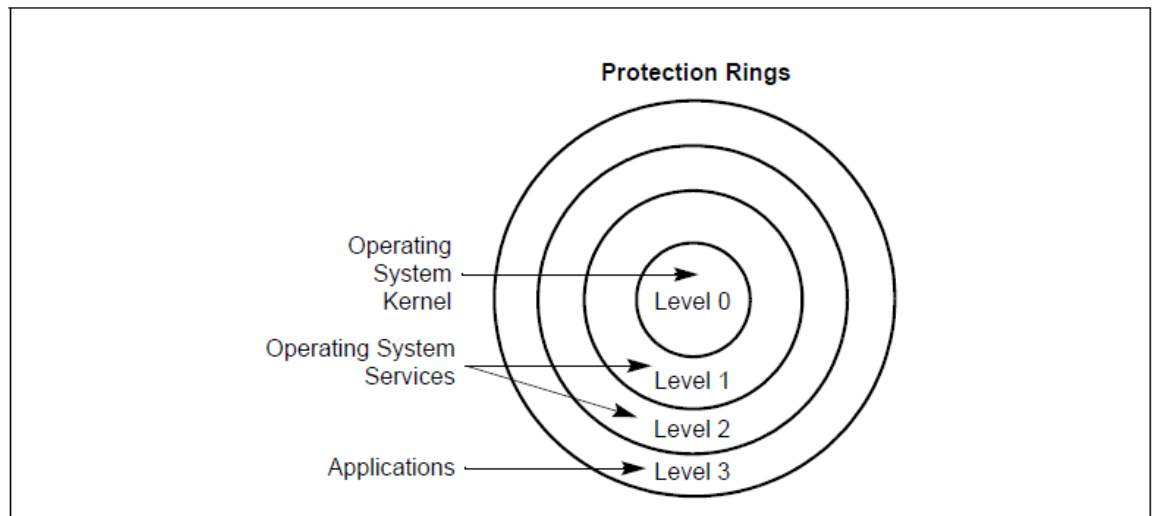 Protection Rings
Operating
System
Kernel
Level 0
Operating System
Services
Level 1
Level 2
Applications
Level 3